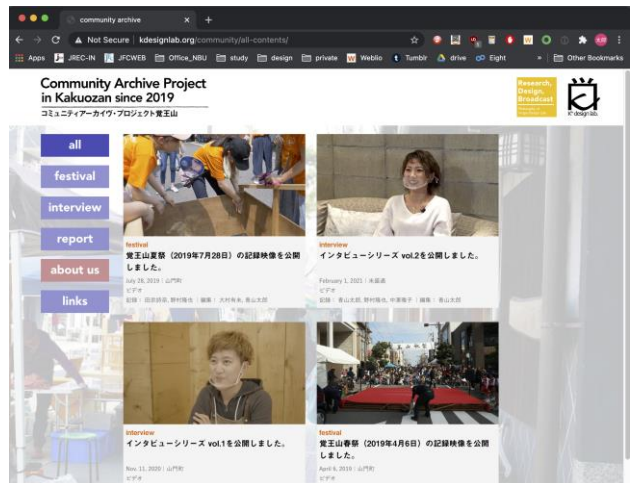 community archive
Not Secure | kdesignlab.org/community/all-contents/
Apps JREC-IN JFCWEB Office_NBU study design private Weblio Tumblr drive Eight » Other Bookmarks
Community Archive Project
in Kakuozan since 2019
コミュニティアーカイヴ・プロジェクト覚王山
Research,
Design,
Broadcast
K' design lab.
all
festival
interview
report
about us
links
festival
覚王山夏祭（2019年7月28日）の記録映像を公開
しました。
July 28, 2019｜山門町
ビデオ
interview
インタビューシリーズ vol.2を公開しました。
February 1, 2021｜末盛通
ビデオ
interview
インタビューシリーズ vol.1を公開しました。
Nov. 11, 2020｜山門町
ビデオ
festival
覚王山春祭（2019年4月6日）の記録映像を公開
しました。
April 6, 2019｜山門町
ビデオ